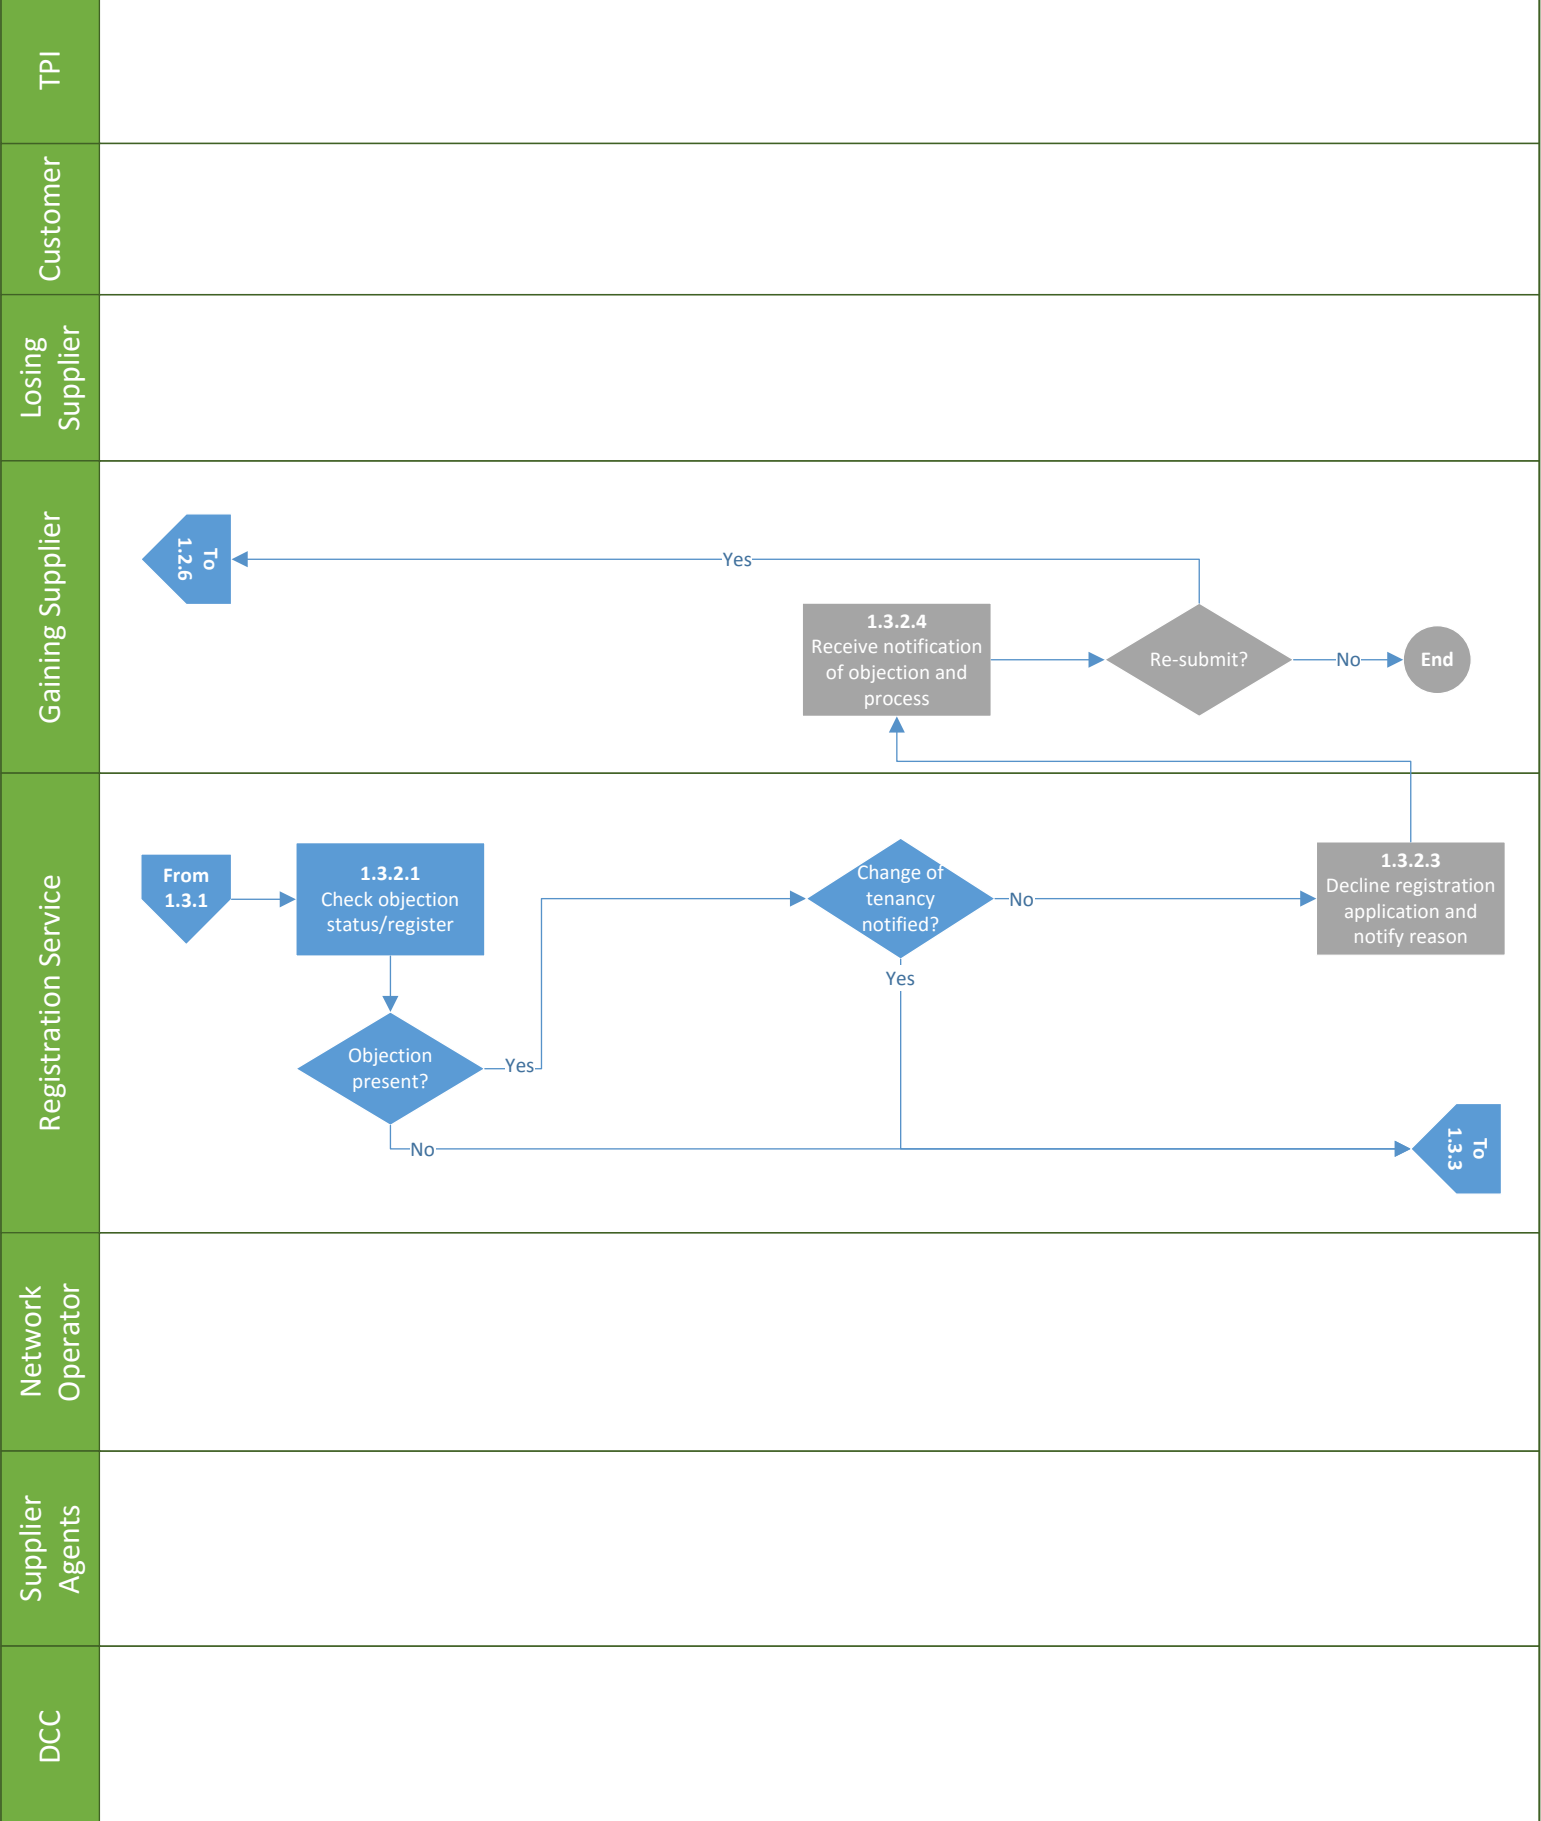 TPI
Customer
Losing
Supplier
Gaining Supplier
To
1.2.6
Yes
1.3.2.4
Receive notification
of objection and
process
Re-submit?
No
End
Registration Service
From
1.3.1
1.3.2.1
Check objection
status/register
Change of
tenancy
notified?
No
1.3.2.3
Decline registration
application and
notify reason
Yes
Objection
present?
Yes
No
To
1.3.3
Network
Operator
Supplier
Agents
DCC